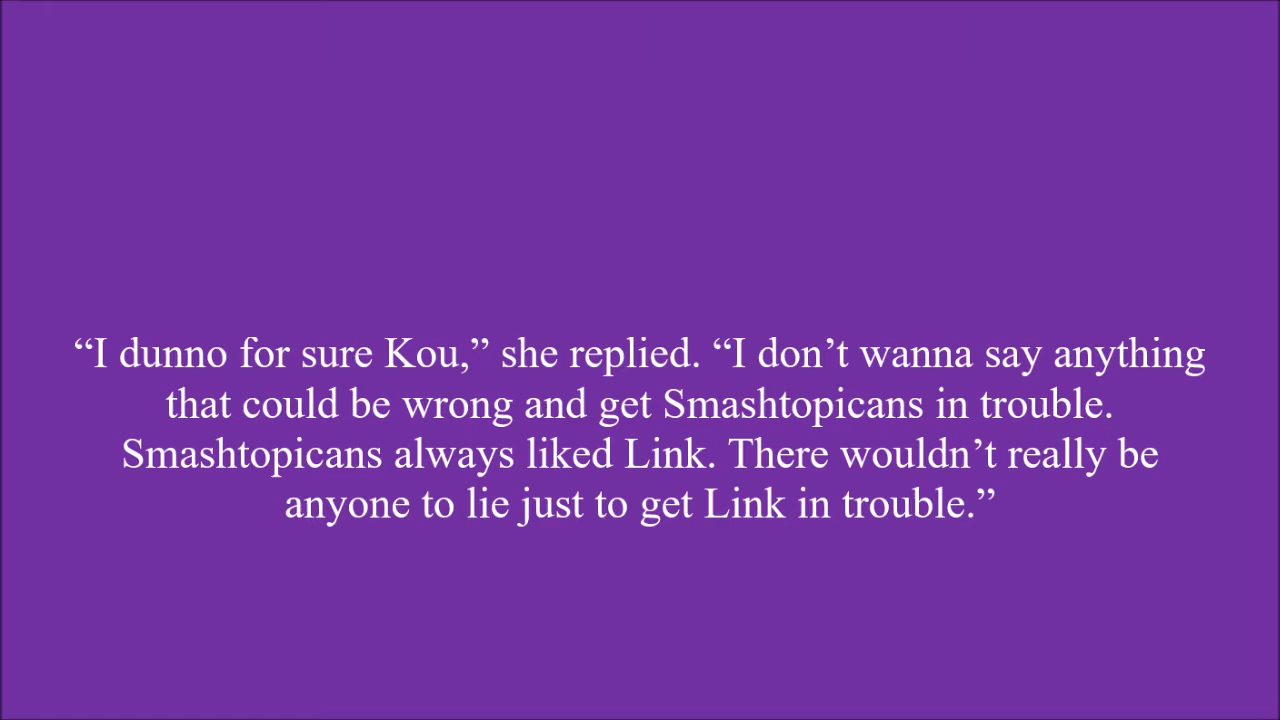 “I dunno for sure Kou,” she replied. “I don’t wanna say anything
that could be wrong and get Smashtopicans in trouble.
Smashtopicans always liked Link. There wouldn’t really be
anyone to lie just to get Link in trouble.”